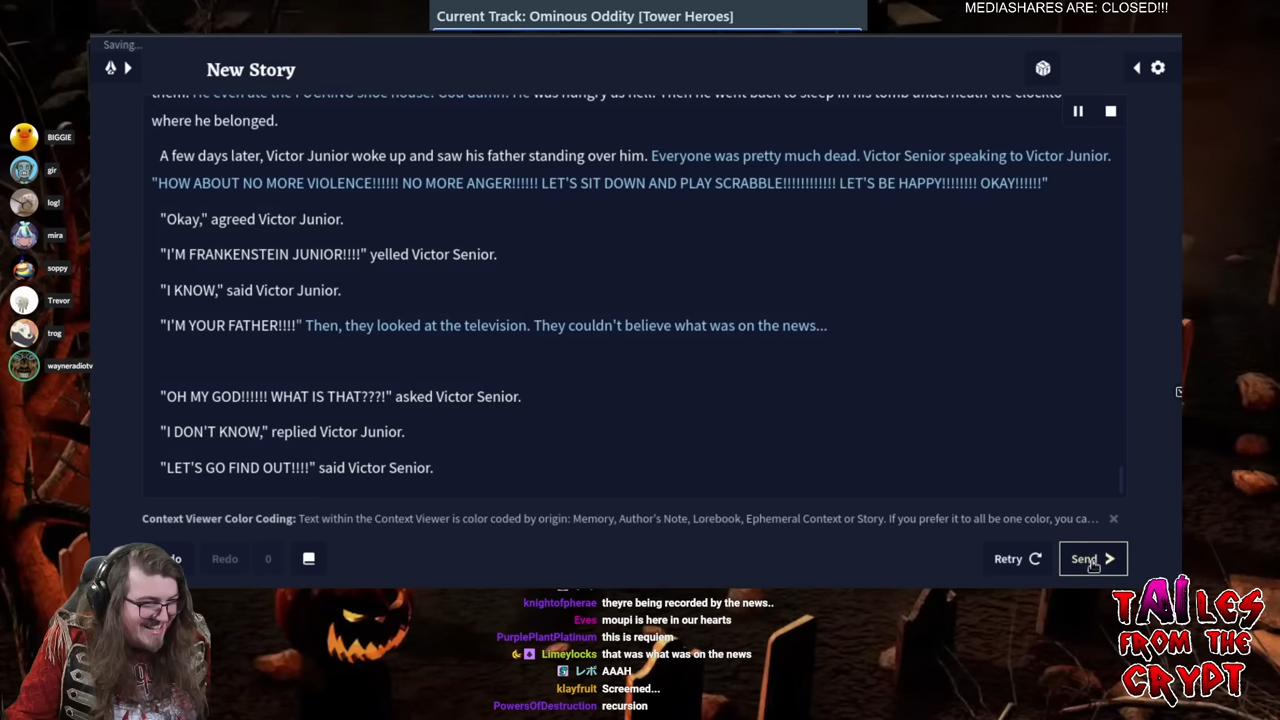 Current Track: Ominous Oddity [Tower Heroes]
MEDIASHARES ARE: CLOSED!!!
Saving...
New Story
where he belonged.
A few days later, Victor Junior woke up and saw his father standing over him. Everyone was pretty much dead. Victor Senior speaking to Victor Junior.
"HOW ABOUT NO MORE VIOLENCE!!!!!! NO MORE ANGER!!!!!! LET'S SIT DOWN AND PLAY SCRABBLE!!!!!!!!!!!! LET'S BE HAPPY!!!!!!!! OKAY!!!!!!"
"Okay," agreed Victor Junior.
"I'M FRANKENSTEIN JUNIOR!!!!" yelled Victor Senior.
"I KNOW," said Victor Junior.
"I'M YOUR FATHER!!!!" Then, they looked at the television. They couldn't believe what was on the news...
"OH MY GOD!!!!!! WHAT IS THAT???!" asked Victor Senior.
"I DON'T KNOW," replied Victor Junior.
"LET'S GO FIND OUT!!!!" said Victor Senior.
BIGGIE
gir
log!
mira
soppy
Trevor
trog
wayneradiotv
Context Viewer Color Coding: Text within the Context Viewer is color coded by origin: Memory, Author's Note, Lorebook, Ephemeral Context or Story. If you prefer it to all be one color, you ca...
Redo
0
Retry
Send
knightofpherae theyre being recorded by the news..
Eves moupi is here in our hearts
PurplePlantPlatinum this is requiem
Limeylocks that was what was on the news
レポ AAAH
klayfruit Screemed...
PowersOfDestruction recursion
TAILES
FROM THE
CRYPT